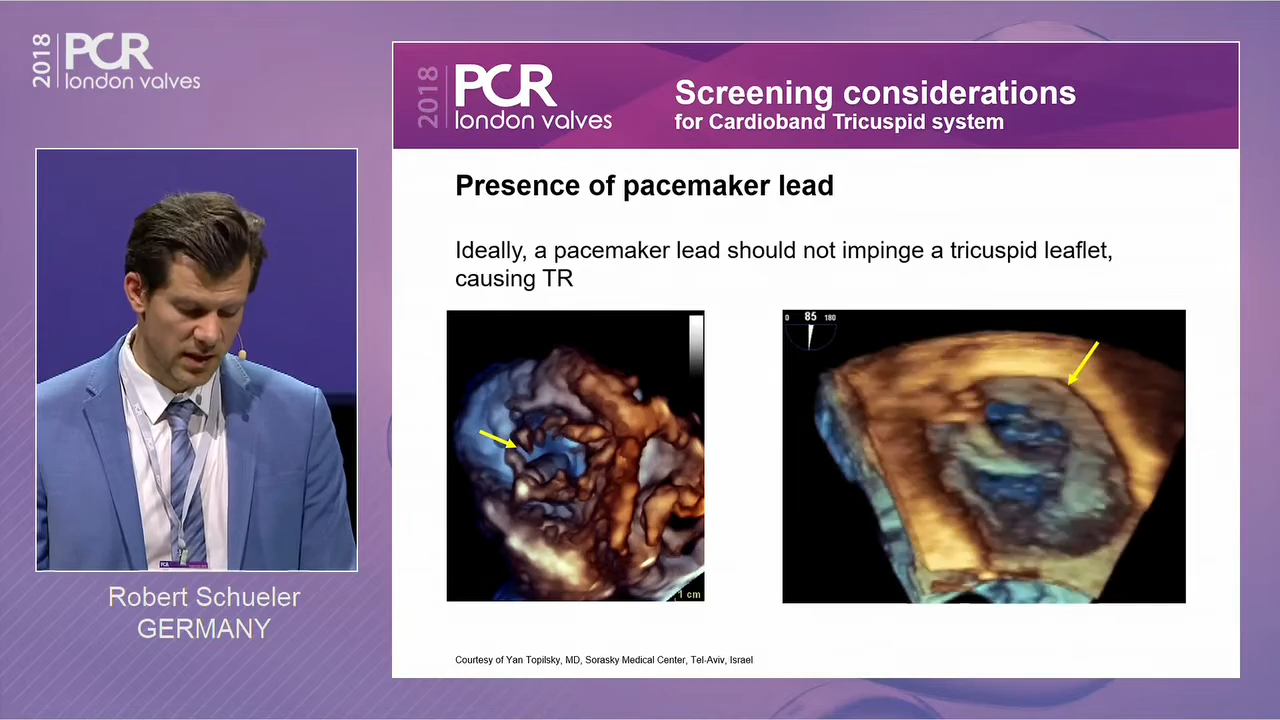 2018 PCR
london valves
2018 PCR
london valves
Screening considerations
for Cardioband Tricuspid system
Presence of pacemaker lead
Ideally, a pacemaker lead should not impinge a tricuspid leaflet,
causing TR
0 85 180
1 cm
PCR
Robert Schueler
GERMANY
Courtesy of Yan Topilsky, MD, Sorasky Medical Center, Tel-Aviv, Israel